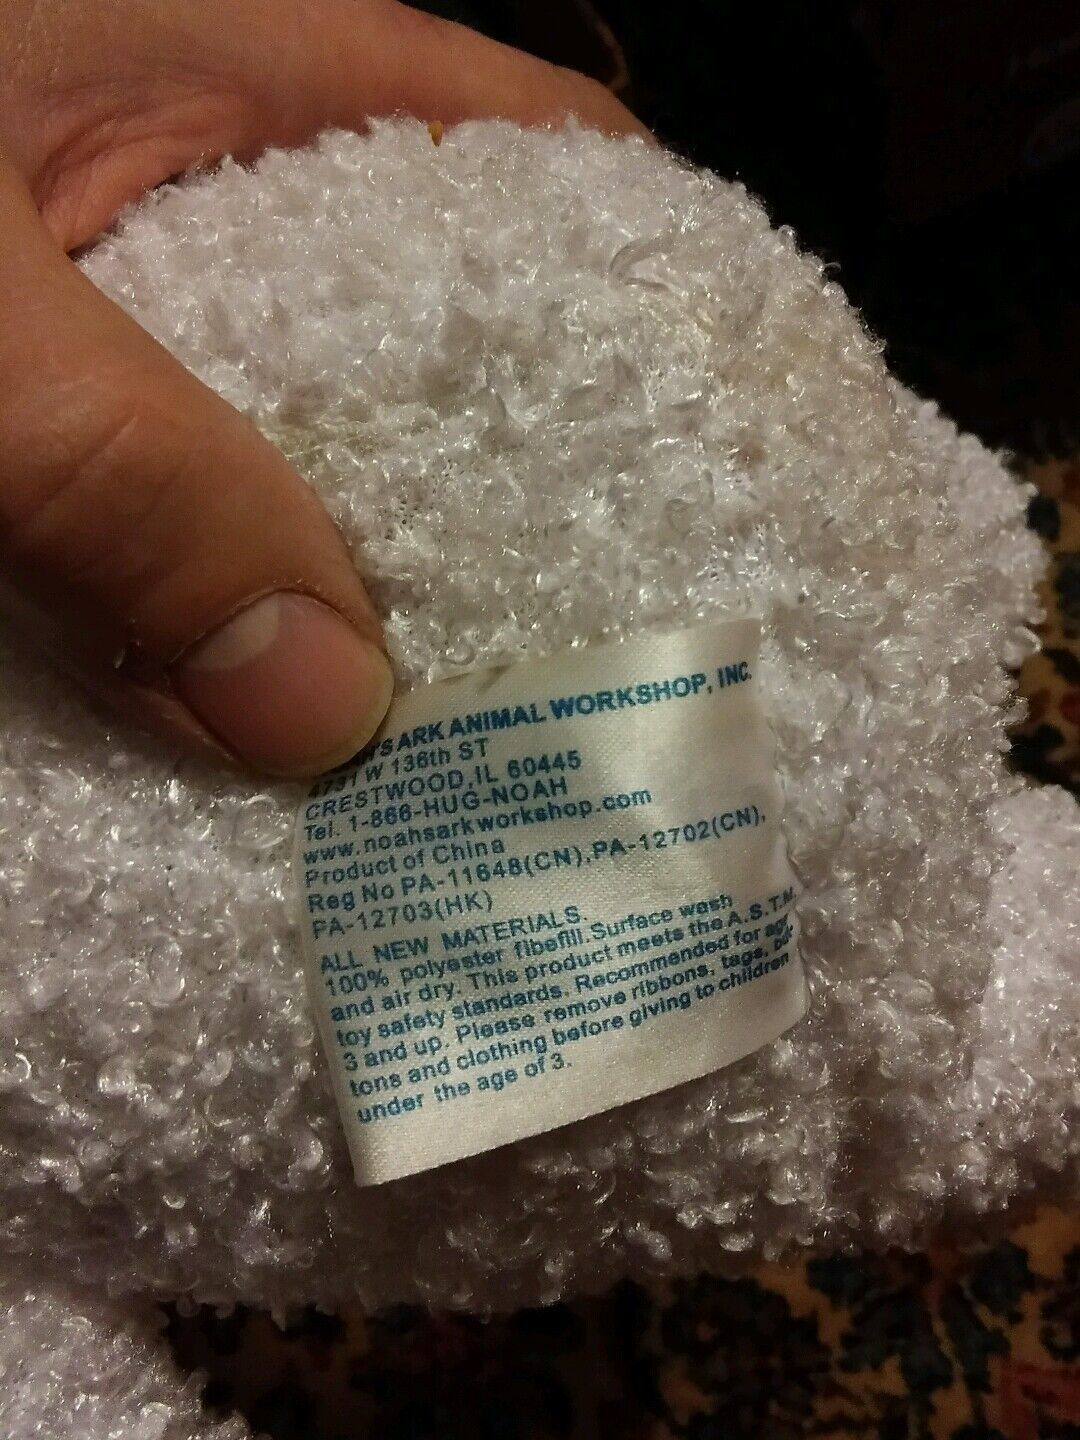 ARK ANIMAL WORKSHOP, INC.
4731 W 136th ST
CRESTWOOD, IL 60445
Tel. 1-866-HUG-NOAH
www.noahsarkworkshop.com
Product of China
Reg No PA-11648(CN), PA-12702(CN),
PA-12703(HK)
ALL NEW MATERIALS.
100% polyester fibefill. Surface wash
and air dry. This product meets the A.S.T.M.
toy safety standards. Recommended for age
3 and up. Please remove ribbons, tags, but
tons and clothing before giving to children
under the age of 3.